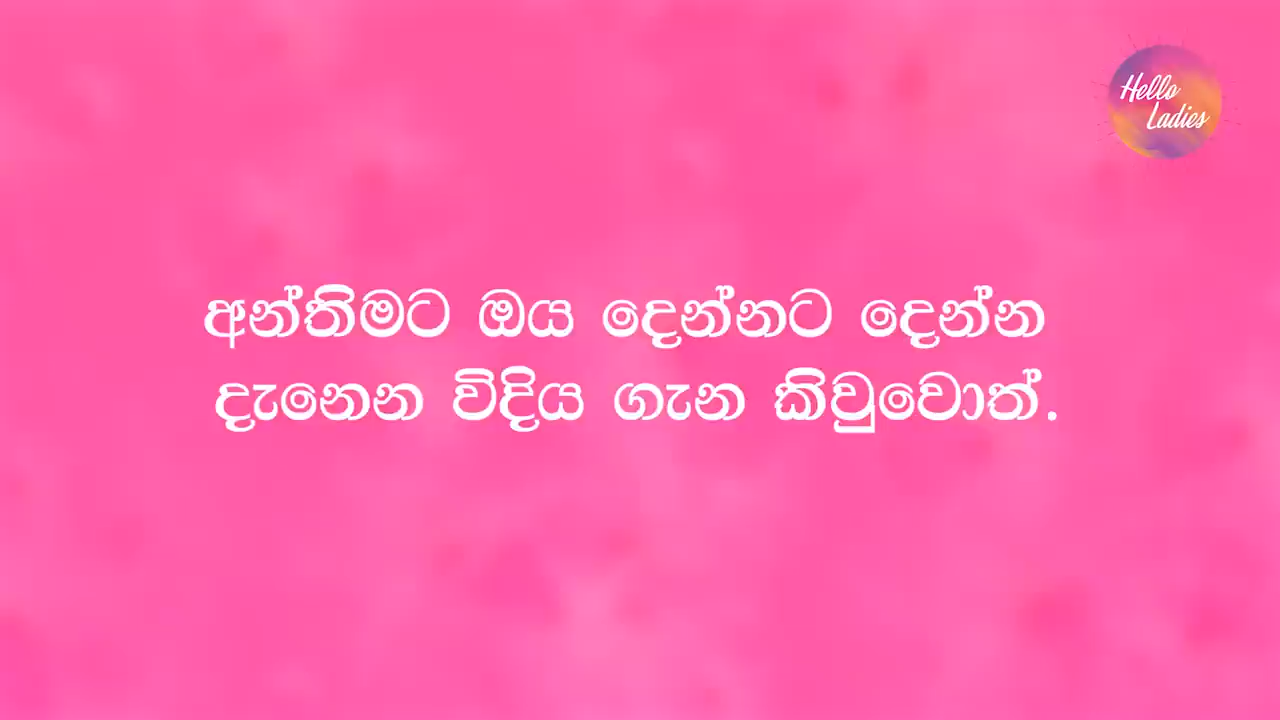 Hello
Ladies
අන්තිමට ඔය දෙන්නට දෙන්න
දැනෙන විදිය ගැන කිවුවොත්.